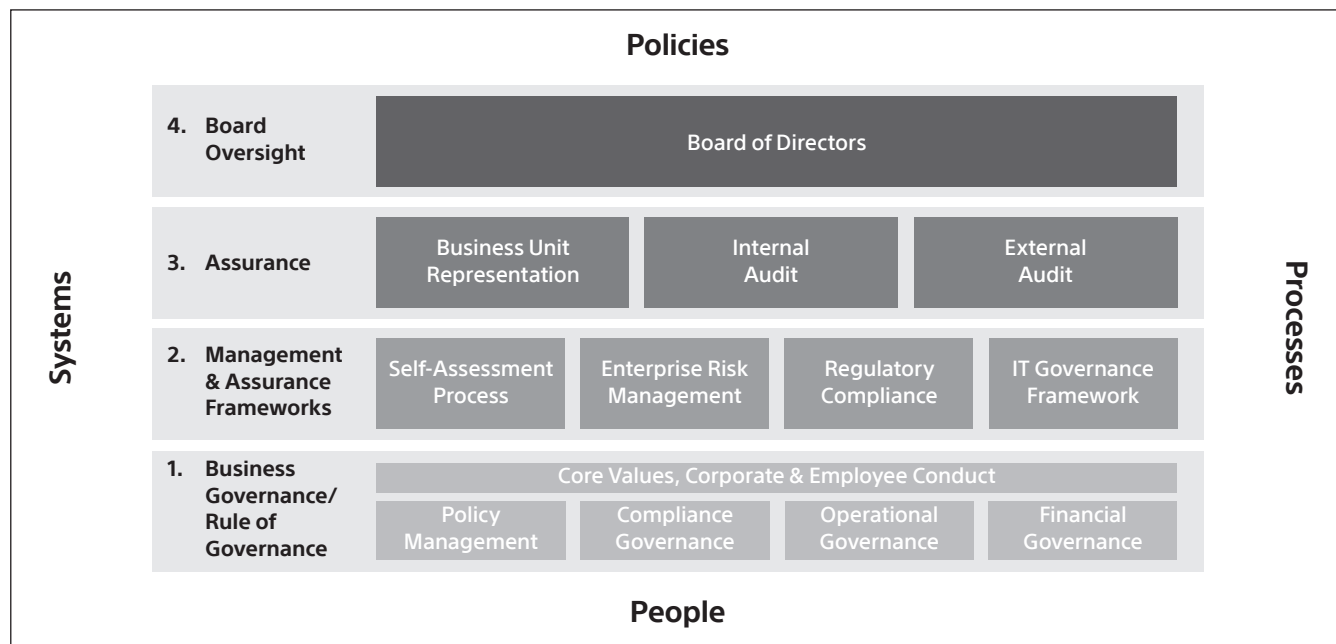 Policies
4. Board
Oversight
Board of Directors
3. Assurance
Business Unit
Representation
Internal
Audit
External
Audit
2. Management
& Assurance
Frameworks
Self-Assessment
Process
Enterprise Risk
Management
Regulatory
Compliance
IT Governance
Framework
1. Business
Governance/
Rule of
Governance
Core Values, Corporate & Employee Conduct
Policy
Management
Compliance
Governance
Operational
Governance
Financial
Governance
Systems
Processes
People